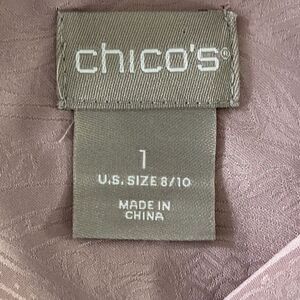 chico's®
1
U.S. SIZE 8/10
MADE IN
CHINA